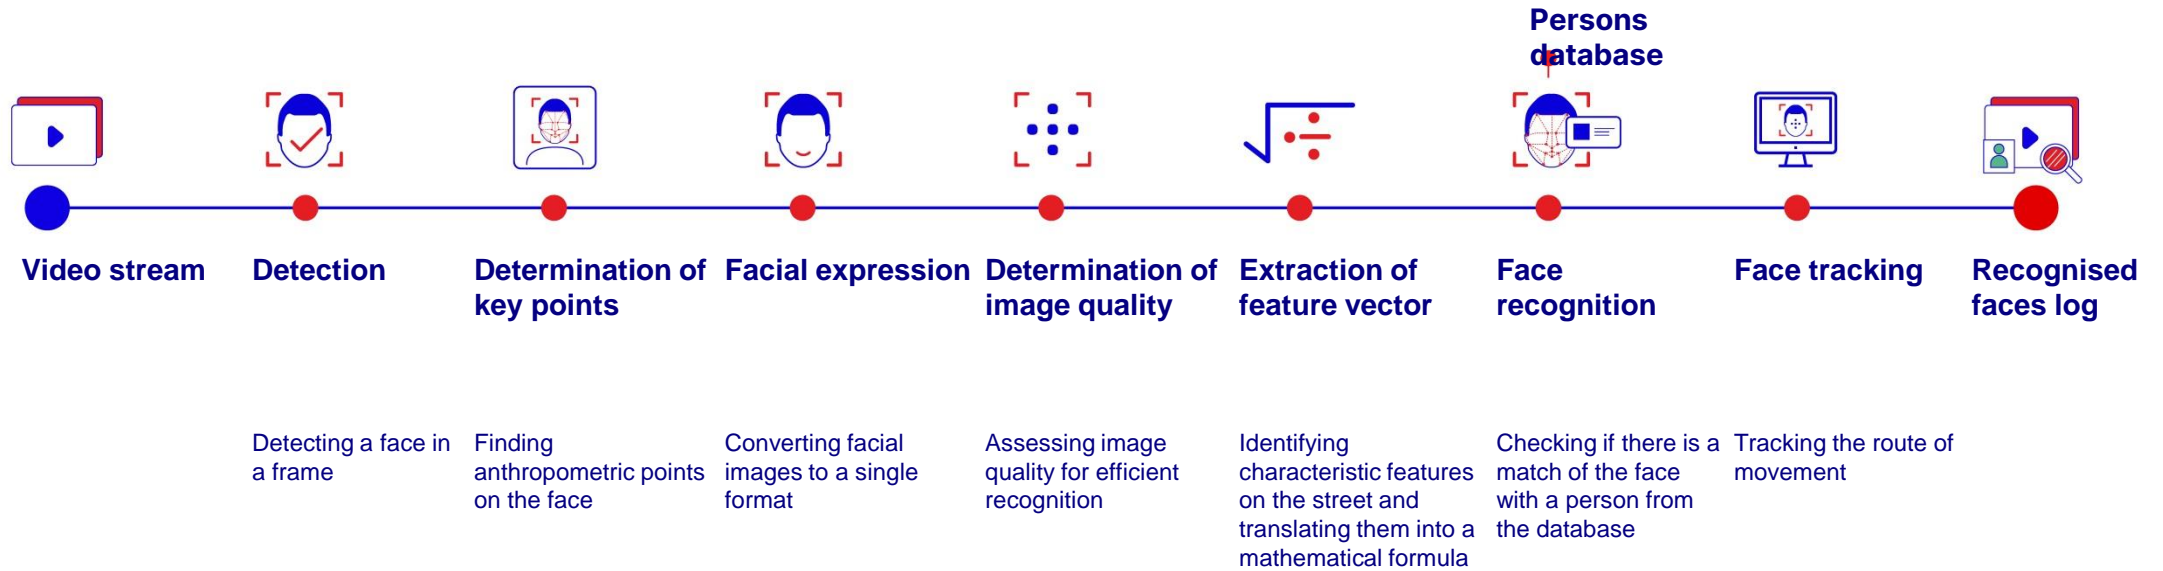 Persons
database
Video stream
Detection
Determination of
key points
Facial expression
Determination of
image quality
Extraction of
feature vector
Face
recognition
Face tracking
Recognised
faces log
Detecting a face in
a frame
Finding
anthropometric points
on the face
Converting facial
images to a single
format
Assessing image
quality for efficient
recognition
Identifying
characteristic features
on the street and
translating them into a
mathematical formula
Checking if there is a
match of the face
with a person from
the database
Tracking the route of
movement